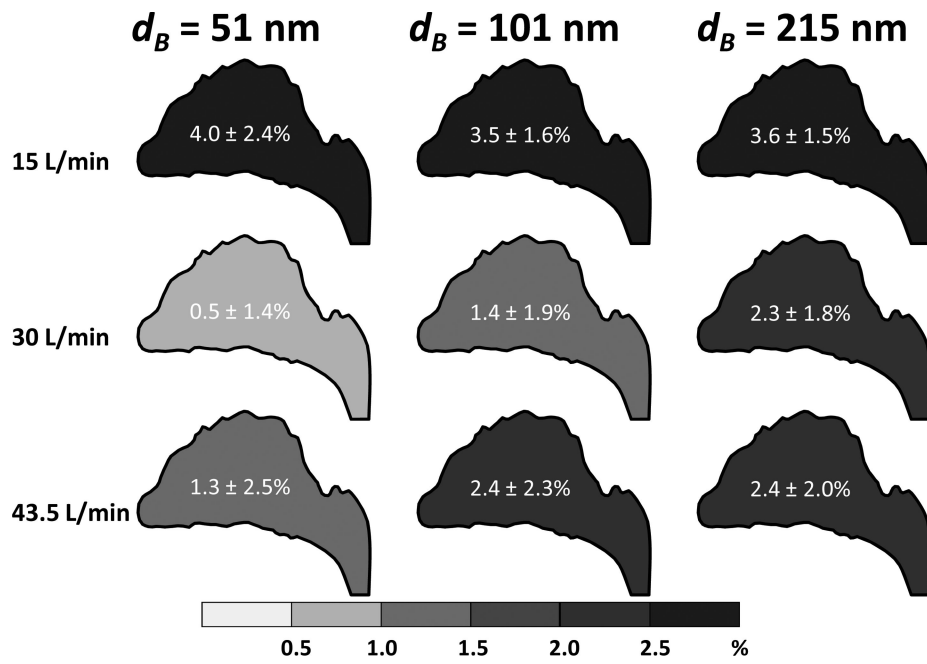 d_B = 51 nm d_B = 101 nm d_B = 215 nm
15 L/min 4.0 ± 2.4% 3.5 ± 1.6% 3.6 ± 1.5%
30 L/min 0.5 ± 1.4% 1.4 ± 1.9% 2.3 ± 1.8%
43.5 L/min 1.3 ± 2.5% 2.4 ± 2.3% 2.4 ± 2.0%
0.5 1.0 1.5 2.0 2.5 %